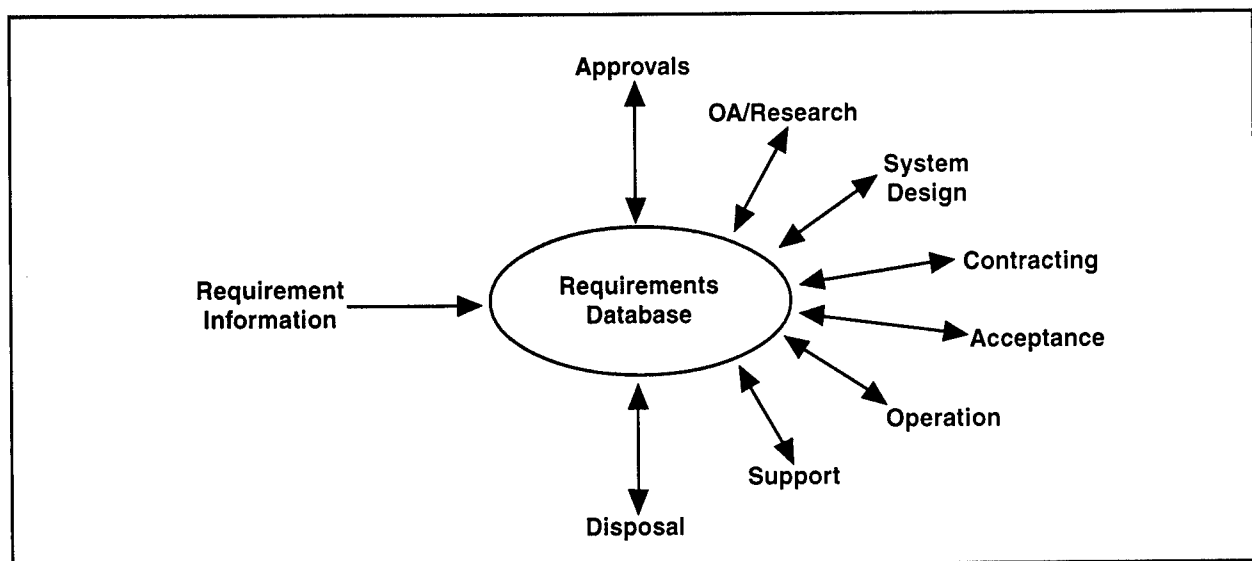 Approvals
OA/Research
System
Design
Contracting
Requirement
Information
Requirements
Database
Acceptance
Operation
Support
Disposal